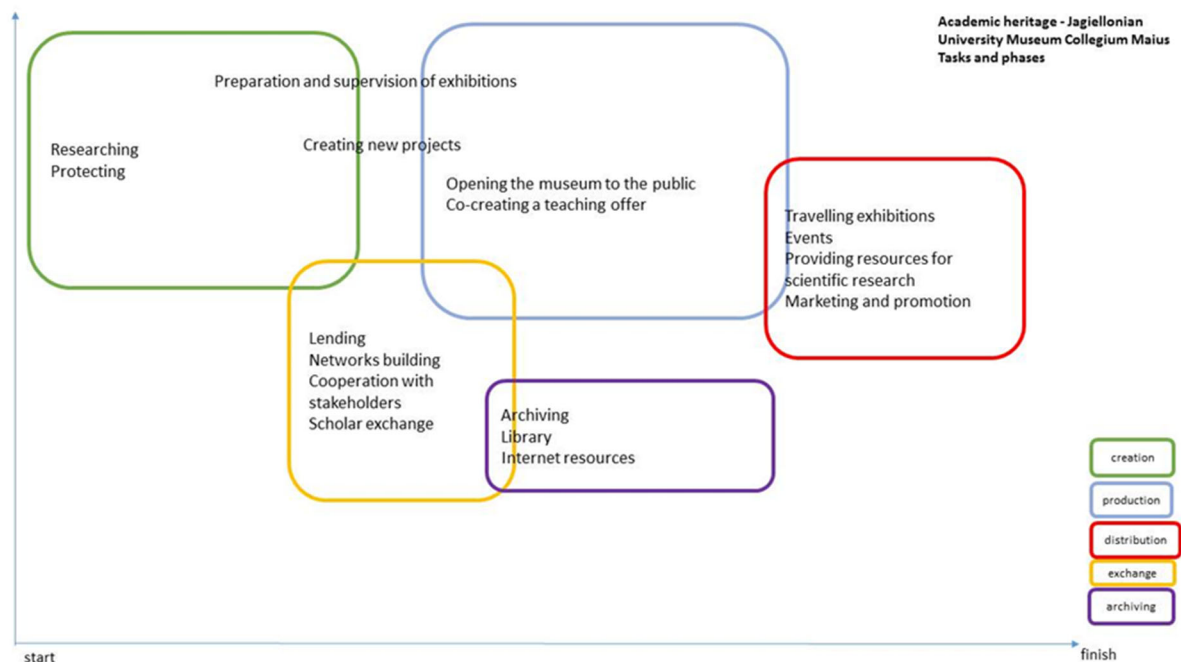 Academic heritage - Jagiellonian
University Museum Collegium Maius
Tasks and phases
Preparation and supervision of exhibitions
Creating new projects
Researching
Protecting
Opening the museum to the public
Co-creating a teaching offer
Travelling exhibitions
Events
Providing resources for
scientific research
Marketing and promotion
Lending
Networks building
Cooperation with
stakeholders
Scholar exchange
Archiving
Library
Internet resources
creation
production
distribution
exchange
archiving
start
finish